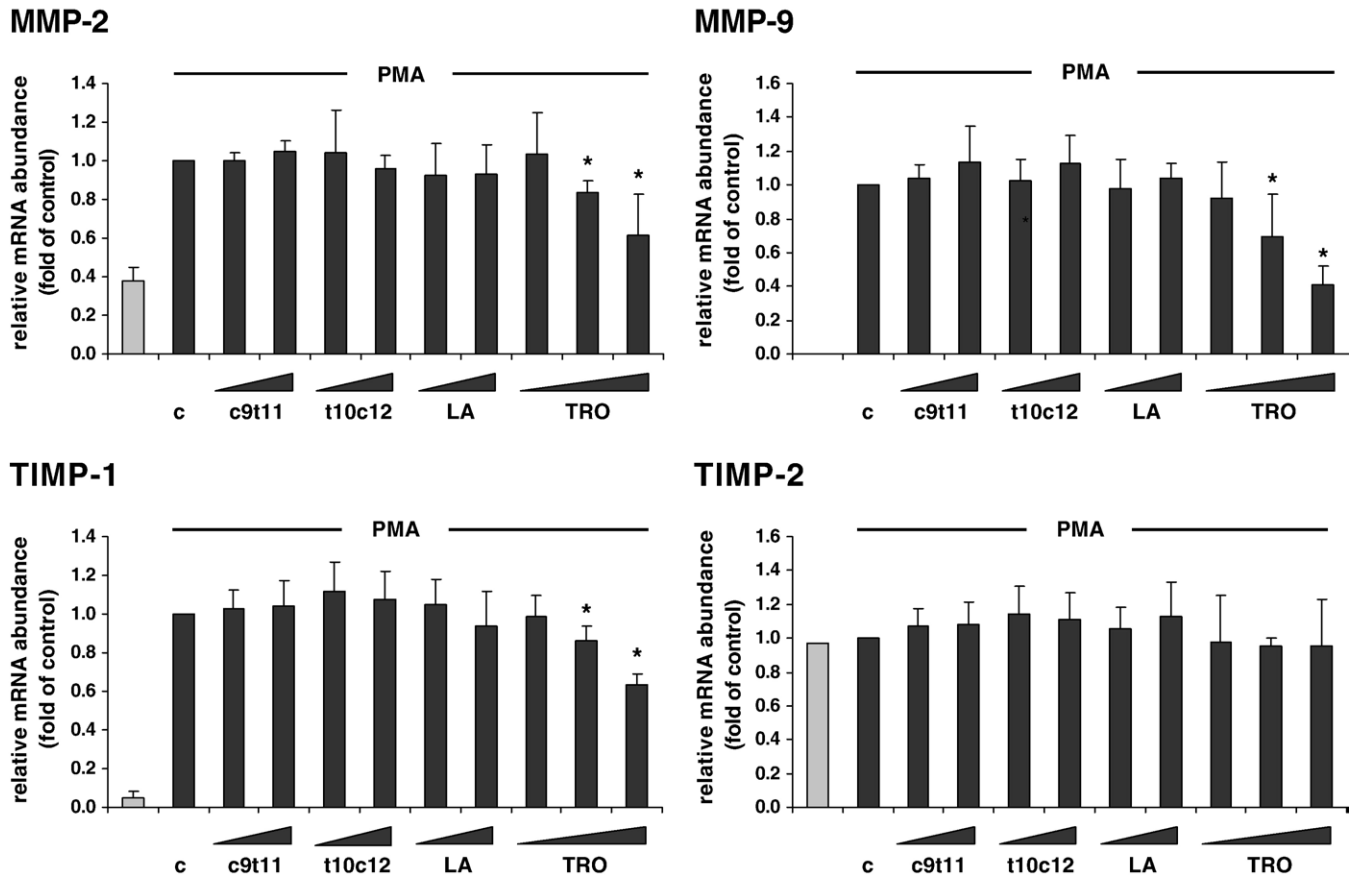 MMP-2
PMA
relative mRNA abundance
(fold of control)
1.4
1.2
1.0
0.8
0.6
0.4
0.2
0.0
* *
c c9t11 t10c12 LA TRO
MMP-9
PMA
relative mRNA abundance
(fold of control)
1.6
1.4
1.2
1.0
0.8
0.6
0.4
0.2
0.0
* * *
c c9t11 t10c12 LA TRO
TIMP-1
PMA
relative mRNA abundance
(fold of control)
1.4
1.2
1.0
0.8
0.6
0.4
0.2
0.0
* *
c c9t11 t10c12 LA TRO
TIMP-2
PMA
relative mRNA abundance
(fold of control)
1.6
1.4
1.2
1.0
0.8
0.6
0.4
0.2
0.0
c c9t11 t10c12 LA TRO